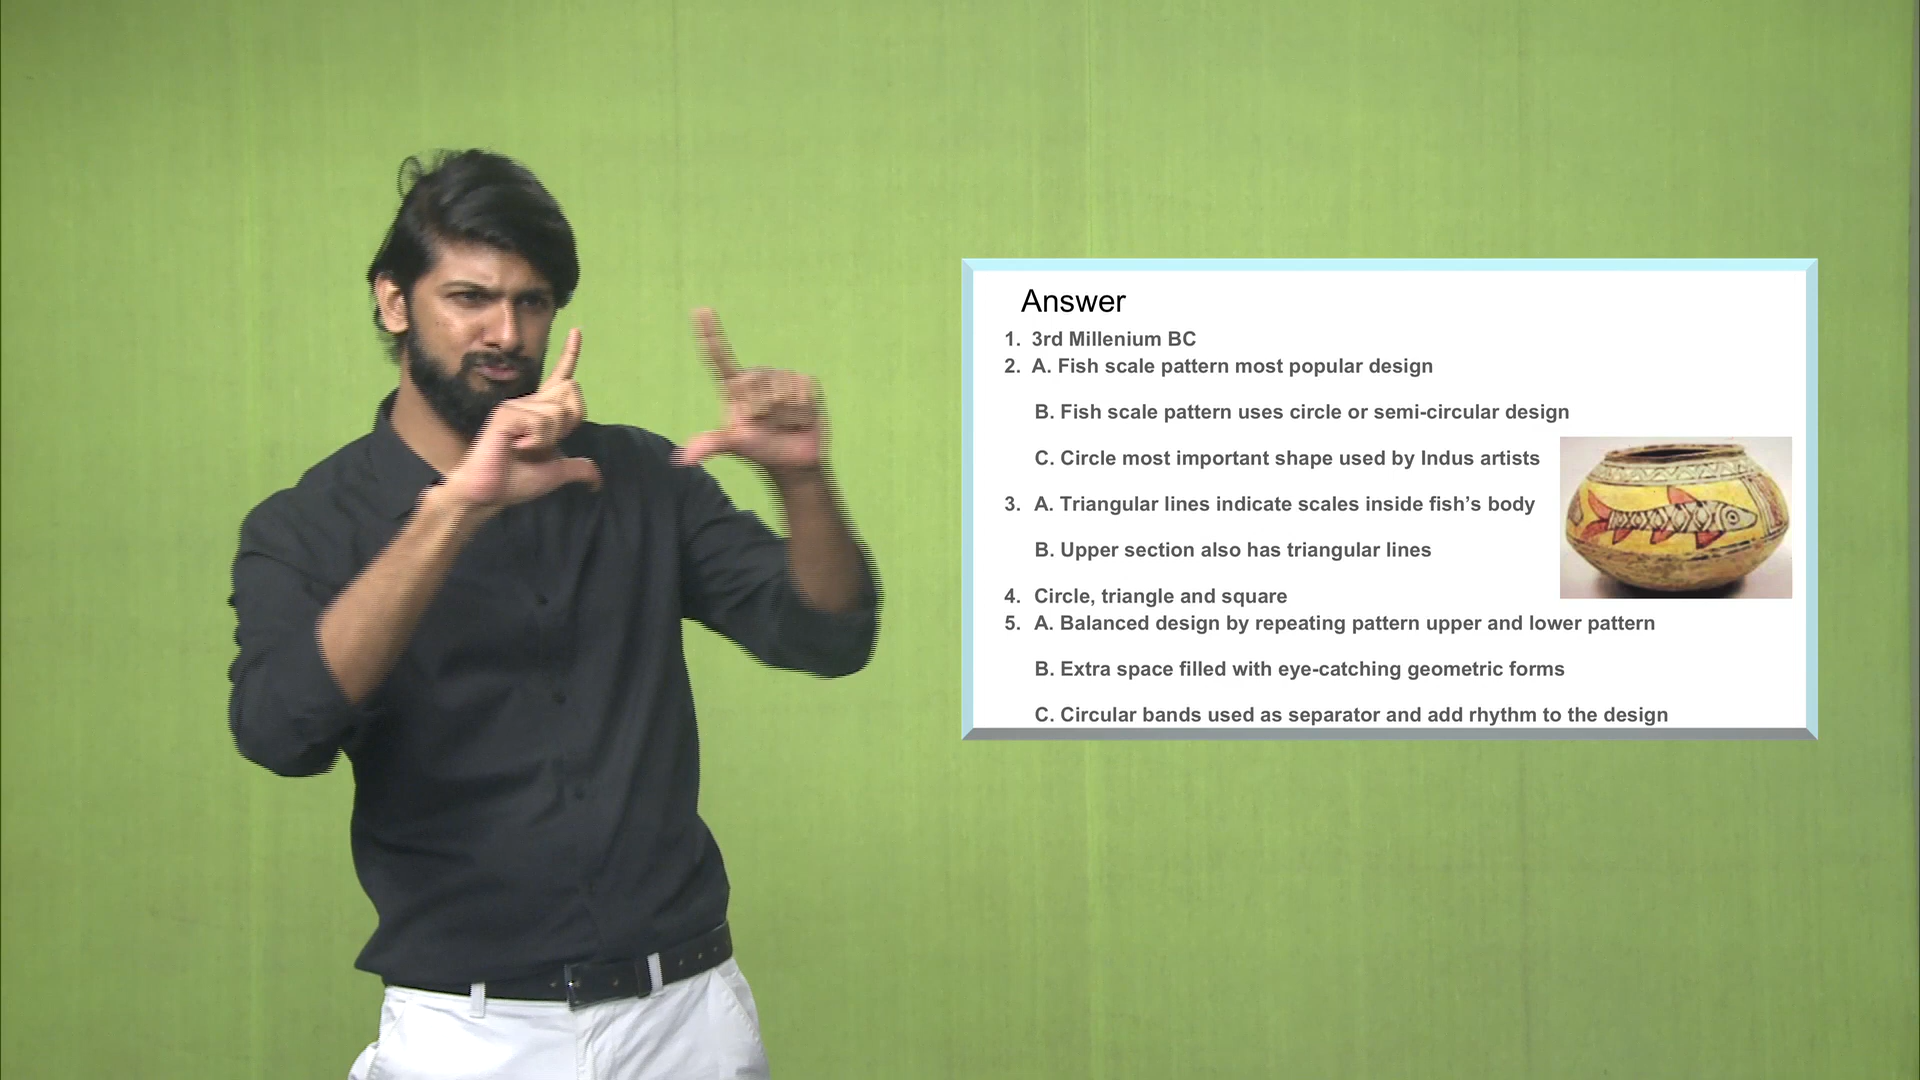 Answer
1. 3rd Millenium BC
2. A. Fish scale pattern most popular design
B. Fish scale pattern uses circle or semi-circular design
C. Circle most important shape used by Indus artists
3. A. Triangular lines indicate scales inside fish’s body
B. Upper section also has triangular lines
4. Circle, triangle and square
5. A. Balanced design by repeating pattern upper and lower pattern
B. Extra space filled with eye-catching geometric forms
C. Circular bands used as separator and add rhythm to the design